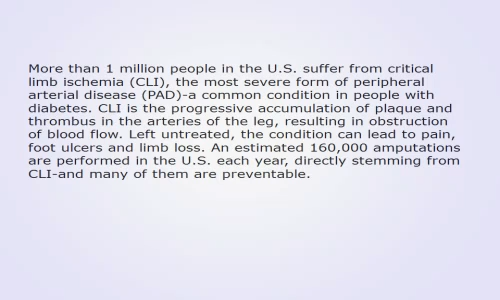 More than 1 million people in the U.S. suffer from critical
limb ischemia (CLI), the most severe form of peripheral
arterial disease (PAD)-a common condition in people with
diabetes. CLI is the progressive accumulation of plaque and
thrombus in the arteries of the leg, resulting in obstruction
of blood flow. Left untreated, the condition can lead to pain,
foot ulcers and limb loss. An estimated 160,000 amputations
are performed in the U.S. each year, directly stemming from
CLI-and many of them are preventable.